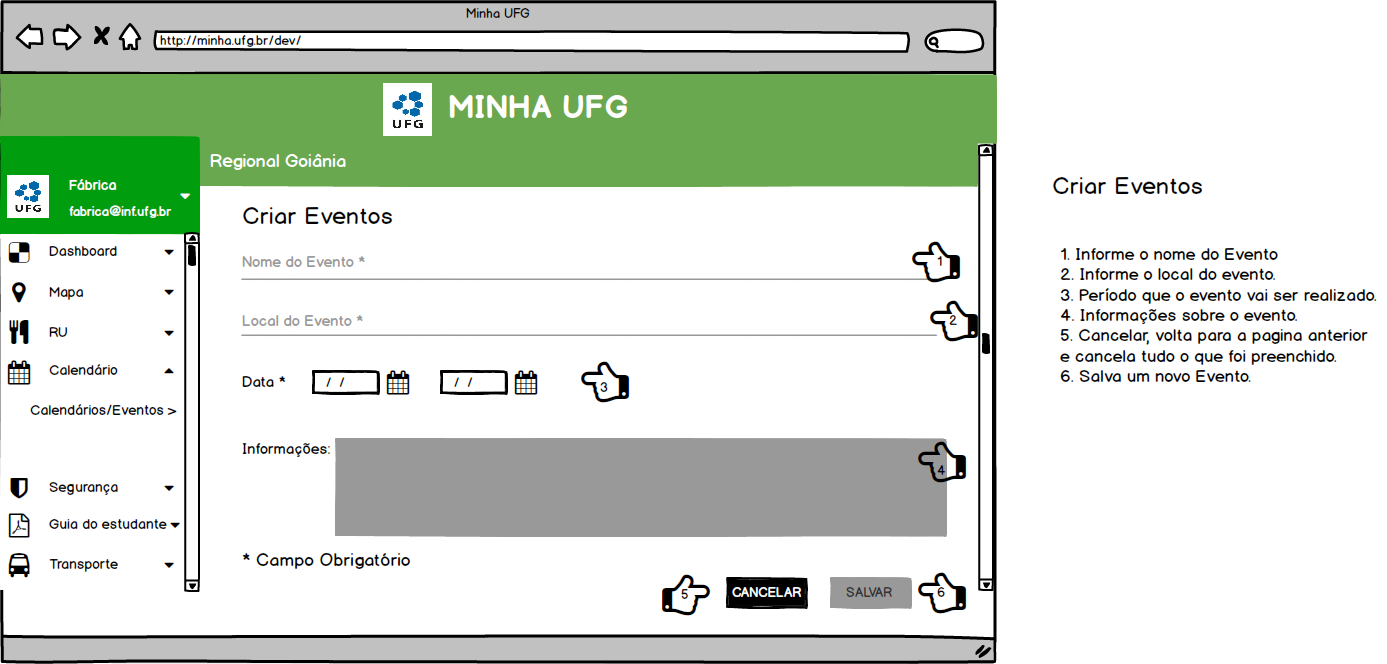 Minha UFG
http://minha.ufg.br/dev/
UFG
MINHA UFG
Regional Goiânia
UFG
Fábrica
fabrica@inf.ufg.br
Dashboard
Mapa
RU
Calendário
Calendários/Eventos >
Segurança
Guia do estudante
Transporte
Criar Eventos
Nome do Evento *
1
Local do Evento *
2
Data *
/ /
/ /
3
Informações:
4
* Campo Obrigatório
5
CANCELAR
SALVAR
6
Criar Eventos
1. Informe o nome do Evento
2. Informe o local do evento.
3. Período que o evento vai ser realizado.
4. Informações sobre o evento.
5. Cancelar, volta para a pagina anterior
e cancela tudo o que foi preenchido.
6. Salva um novo Evento.